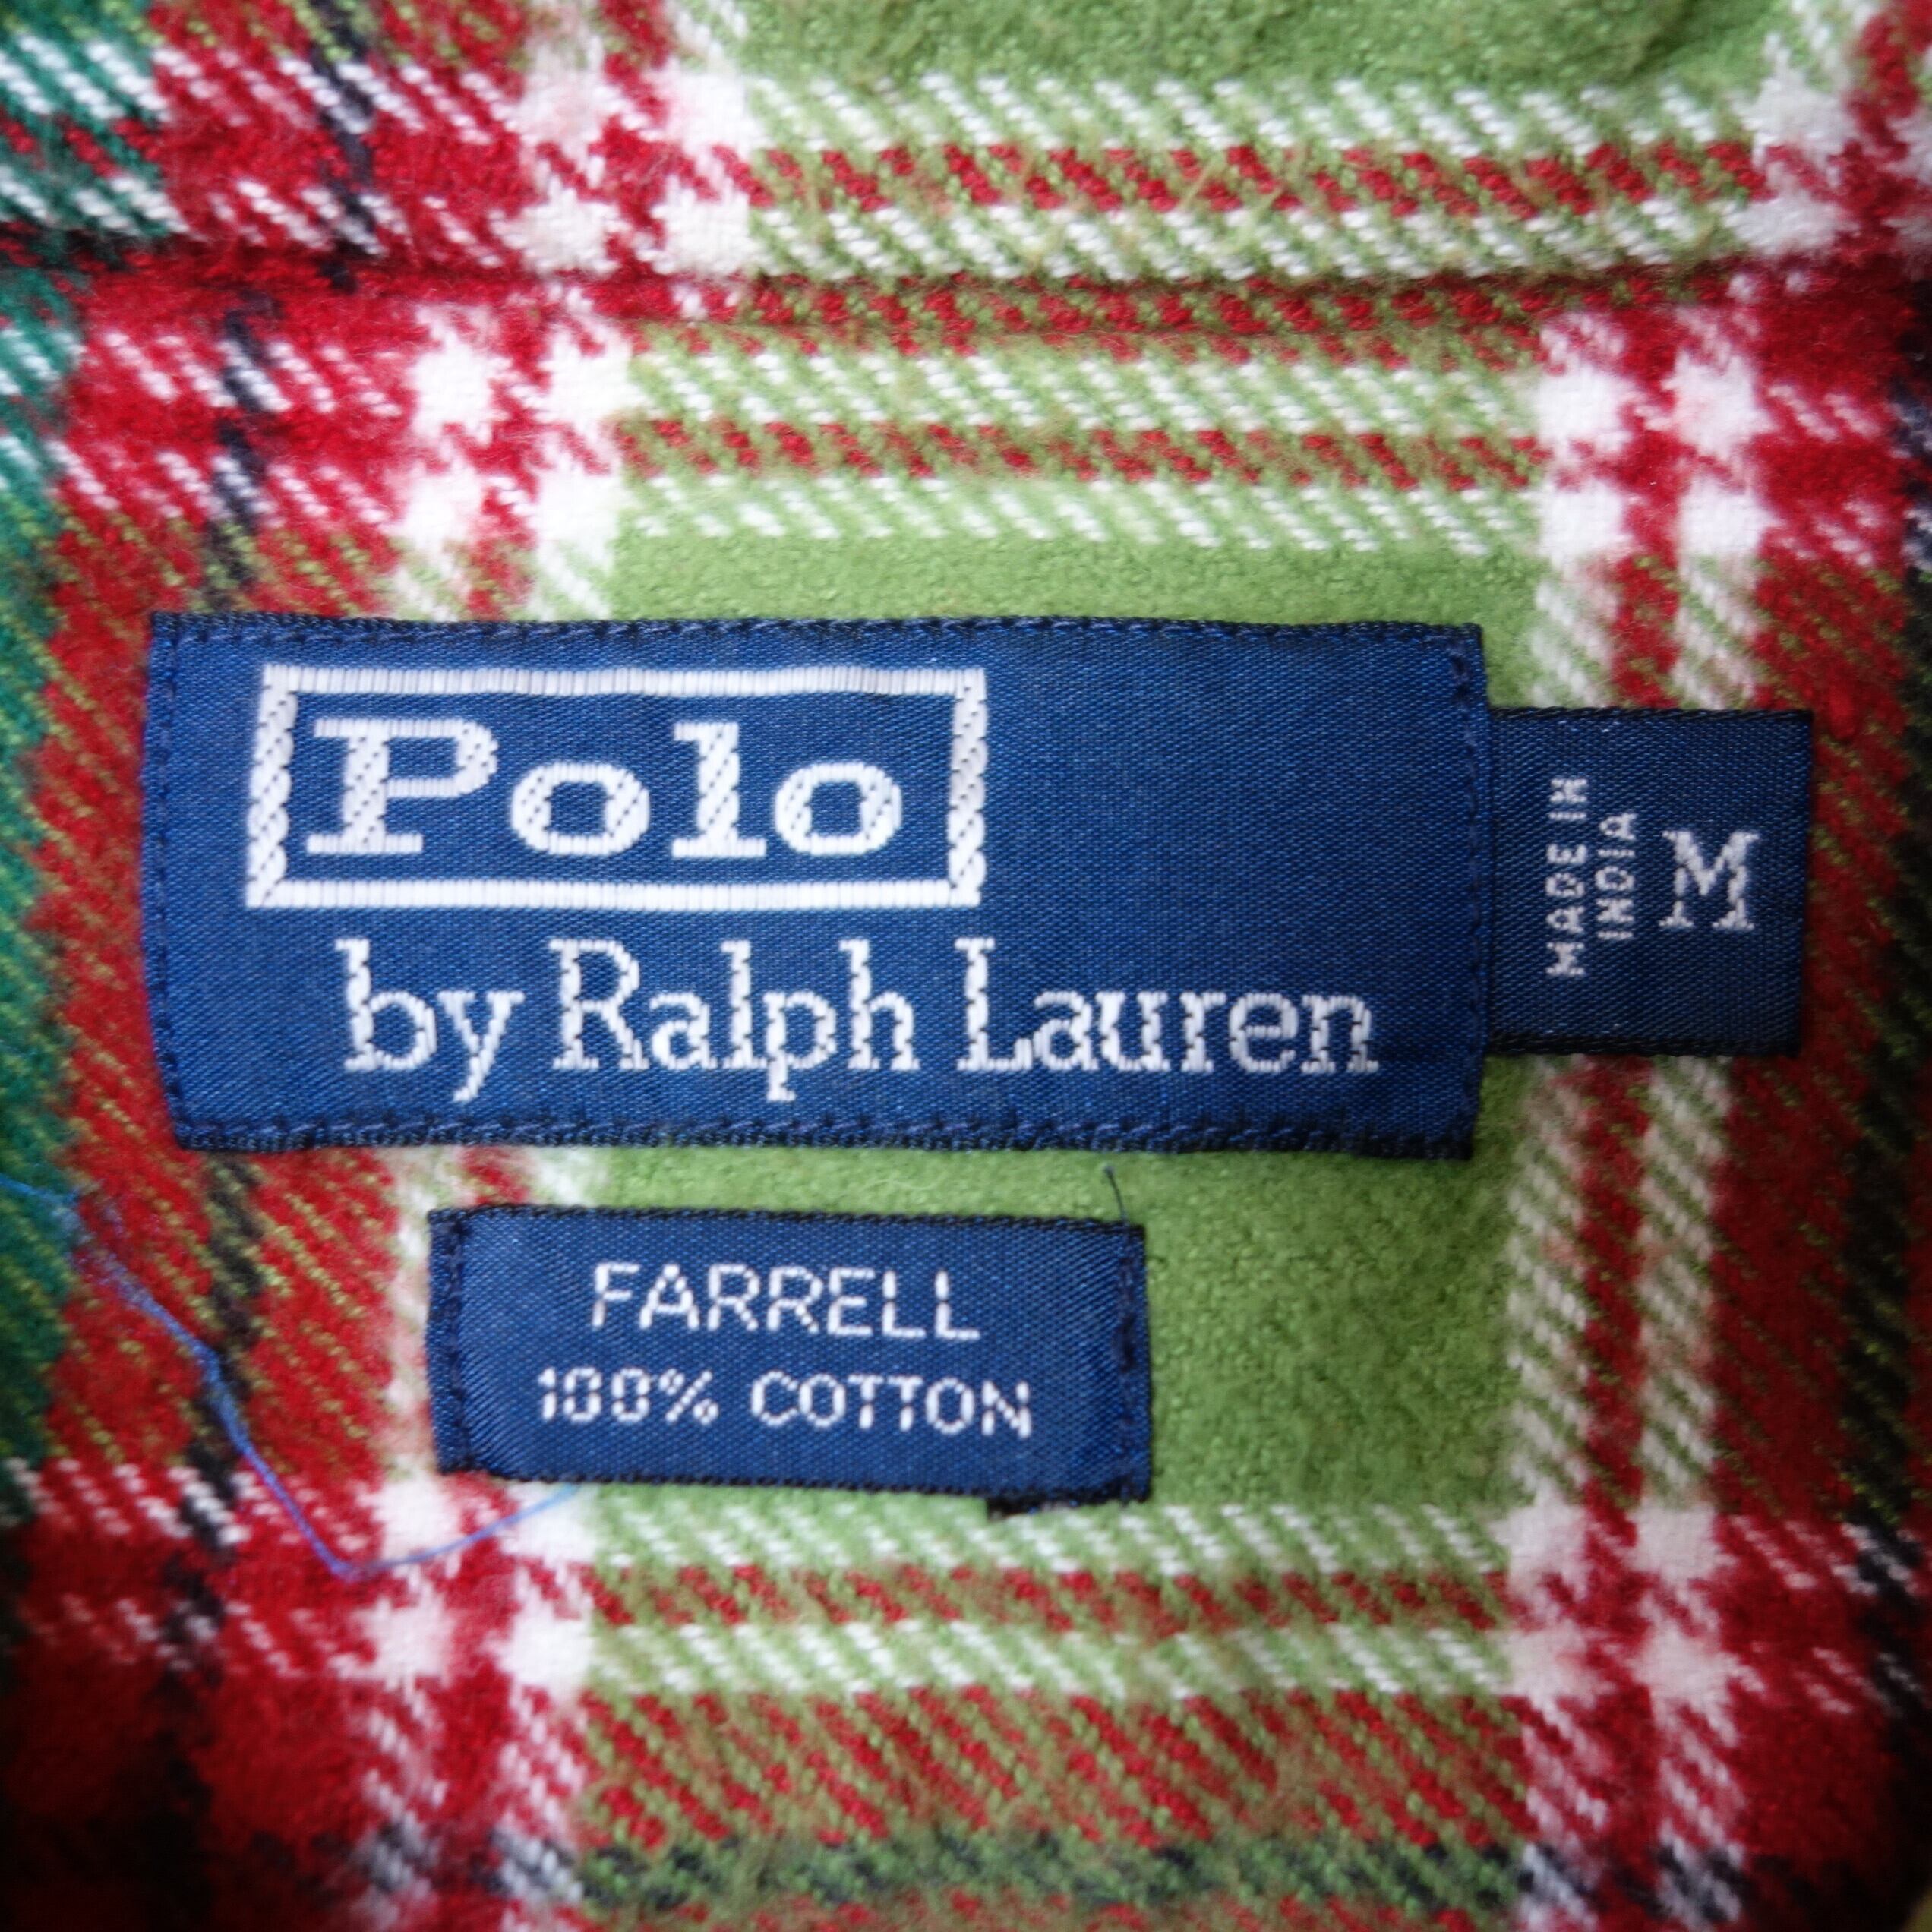 Polo
by Ralph Lauren
MADE IN
INDIA
M
FARRELL
100% COTTON